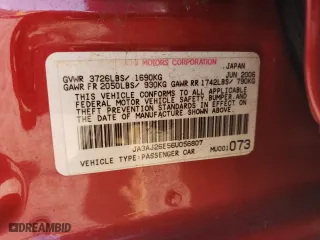 MOTORS CORPORATION JAPAN
GVWR 3726LBS/ 1690KG JUN 2006
GAWR FR 2050LBS/ 930KG GAWR RR 1742LBS/ 790KG
THIS VEHICLE CONFORMS TO ALL APPLICABLE
FEDERAL MOTOR VEHICLE SAFETY, BUMPER, AND
THEFT PREVENTION STANDARDS IN EFFECT ON
THE DATE OF MANUFACTURE SHOWN ABOVE.
JA3AJ26E56U056807
VEHICLE TYPE:PASSENGER CAR
073
DREAMBID